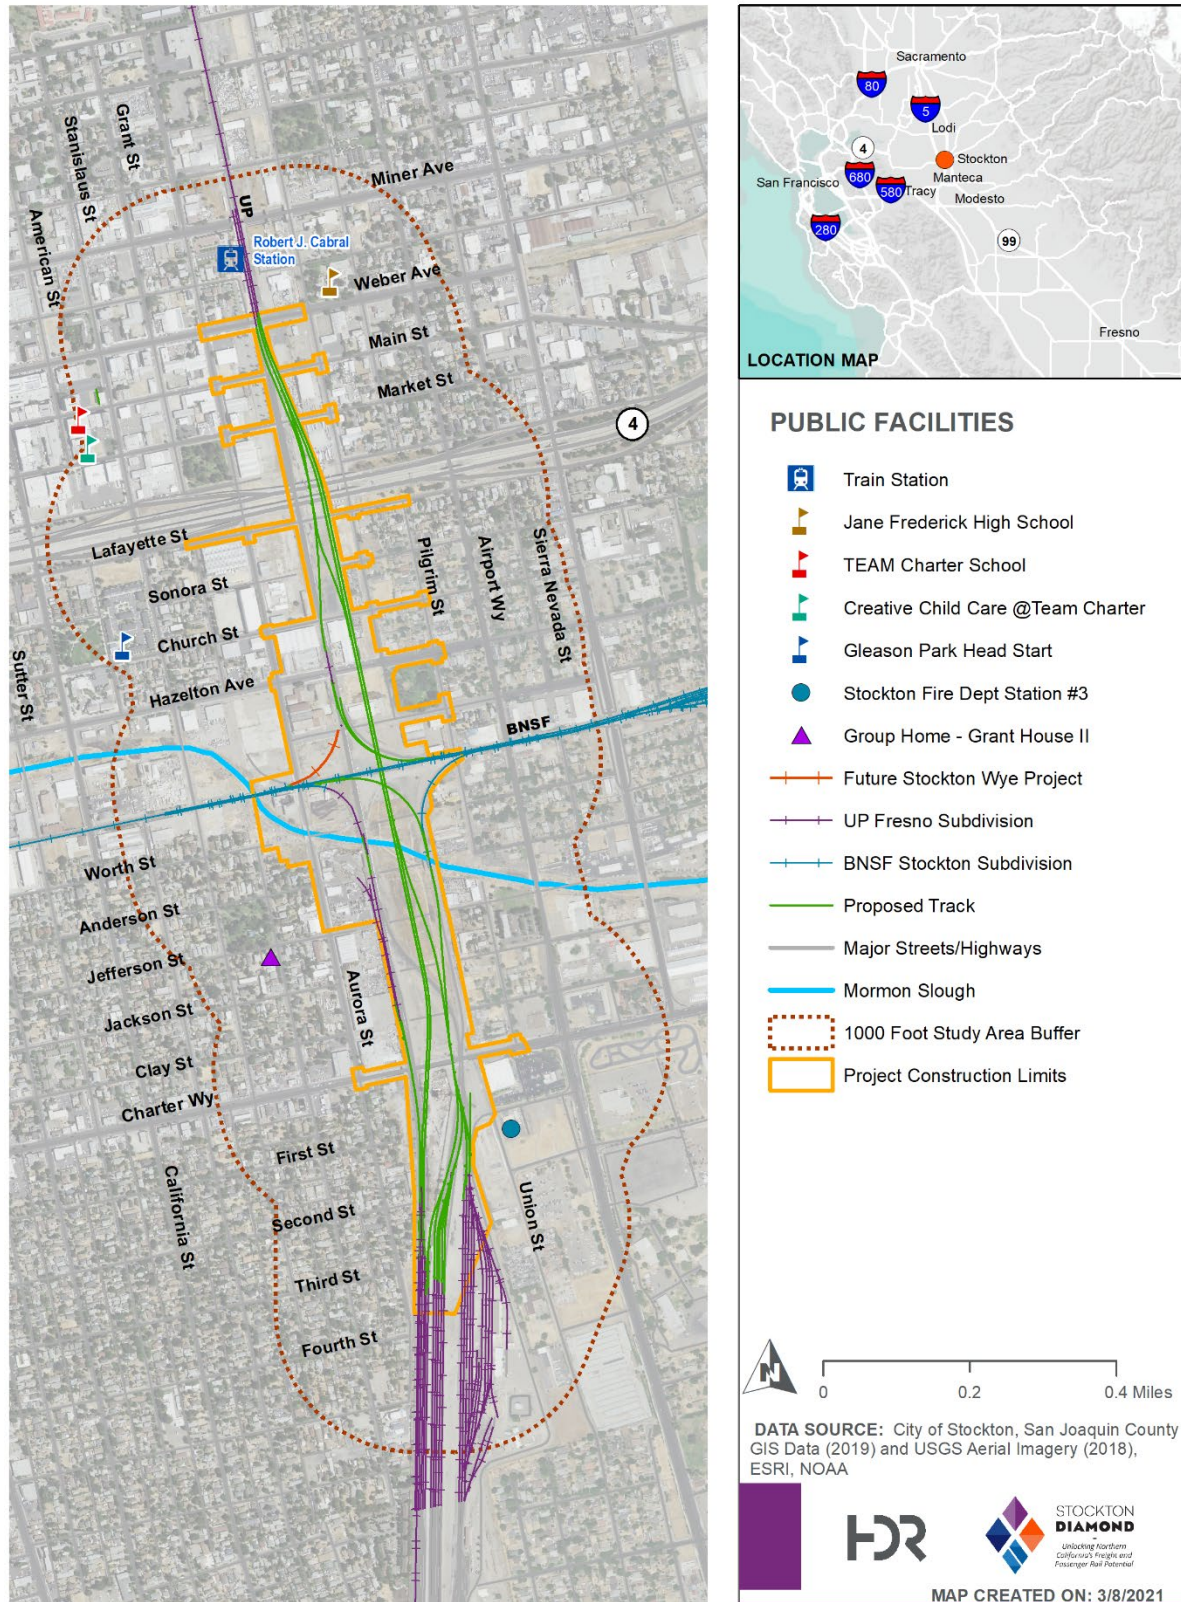 Grant St
Stanislaus St
American St
Miner Ave
UP
Robert J. Cabral
Station
Weber Ave
Main St
Market St
4
Lafayette St
Sonora St
Church St
Hazelton Ave
Sutter St
Pilgrim St
Airport Wy
Sierra Nevada St
BNSF
Worth St
Anderson St
Jefferson St
Jackson St
Clay St
Charter Wy
Aurora St
First St
Second St
Third St
Fourth St
California St
Union St
Sacramento
80
5
Lodi
4
Stockton
Manteca
San Francisco
680
580
Tracy
Modesto
280
99
Fresno
LOCATION MAP
PUBLIC FACILITIES
Train Station
Jane Frederick High School
TEAM Charter School
Creative Child Care @Team Charter
Gleason Park Head Start
Stockton Fire Dept Station #3
Group Home - Grant House II
Future Stockton Wye Project
UP Fresno Subdivision
BNSF Stockton Subdivision
Proposed Track
Major Streets/Highways
Mormon Slough
1000 Foot Study Area Buffer
Project Construction Limits
N
0 0.2 0.4 Miles
DATA SOURCE: City of Stockton, San Joaquin County
GIS Data (2019) and USGS Aerial Imagery (2018),
ESRI, NOAA
HDR
STOCKTON
DIAMOND
Unlocking Northern
California's Freight and
Passenger Rail Potential
MAP CREATED ON: 3/8/2021